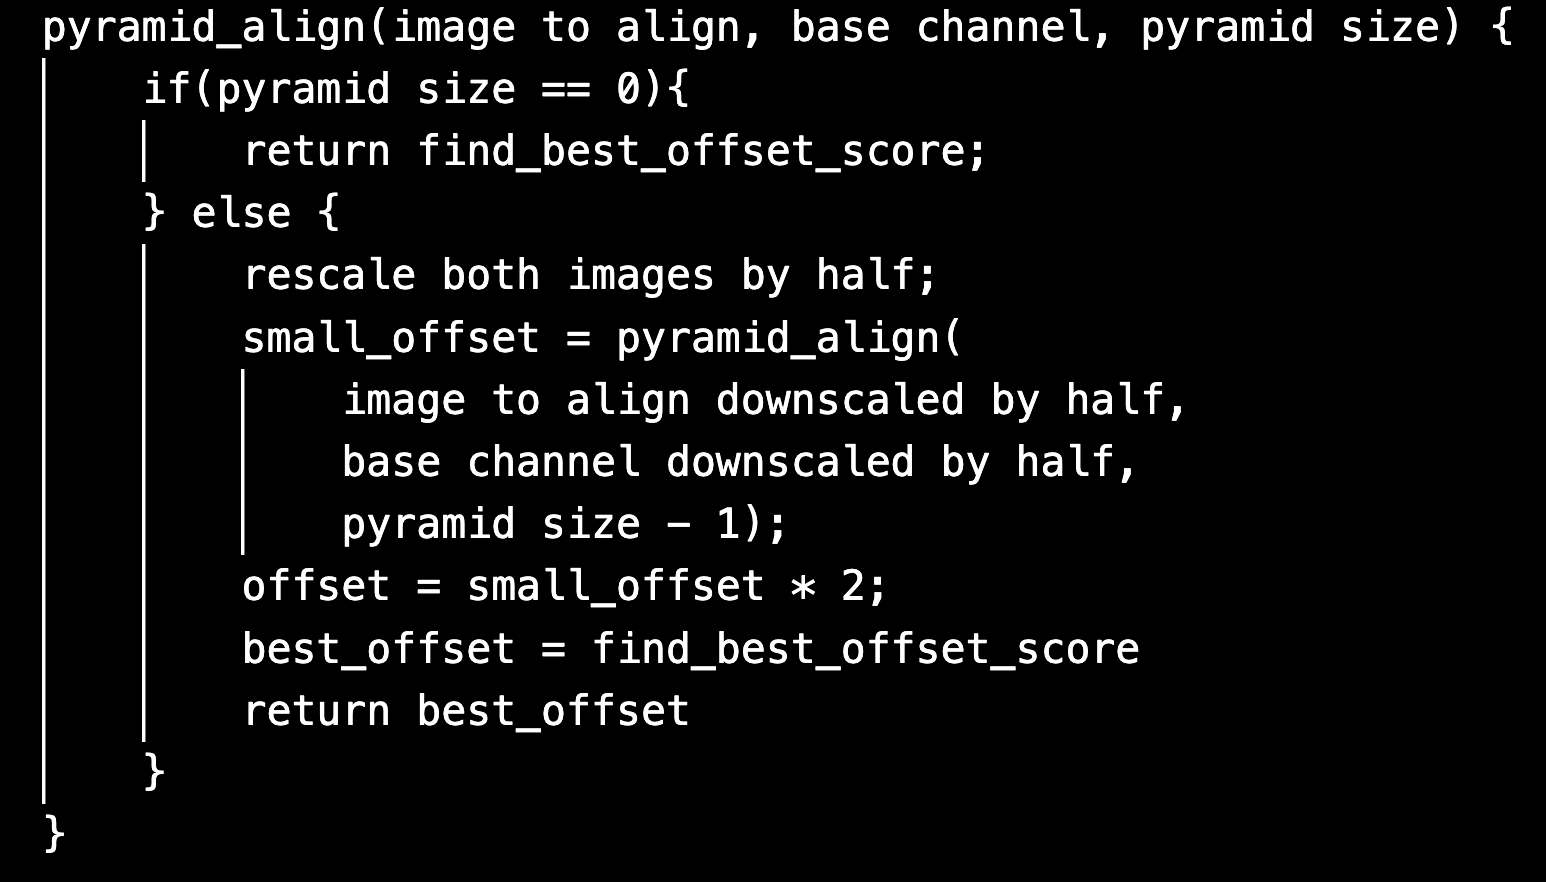 pyramid_align(image to align, base channel, pyramid size) {
if(pyramid size == 0){
return find_best_offset_score;
} else {
rescale both images by half;
small_offset = pyramid_align(
image to align downscaled by half,
base channel downscaled by half,
pyramid size - 1);
offset = small_offset * 2;
best_offset = find_best_offset_score
return best_offset
}
}